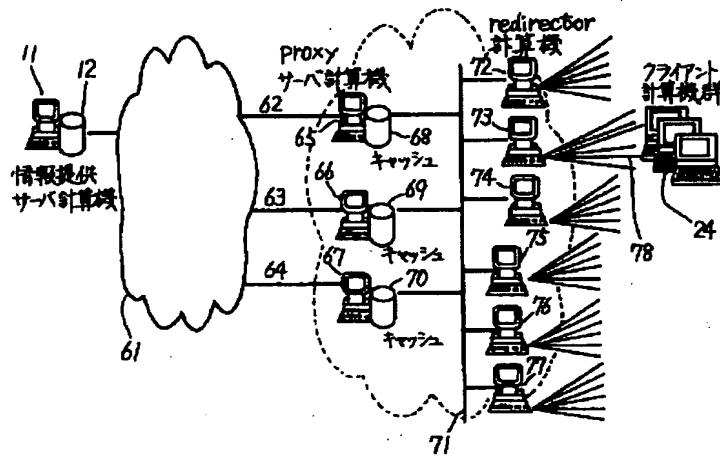 redirector
計算機
proxy
サーバ計算機
クライアント
計算機群
情報提供
サーバ計算機
キャッシュ
キャッシュ
キャッシュ
11
12
61
62
63
64
65
66
67
68
69
70
71
72
73
74
75
76
77
78
24